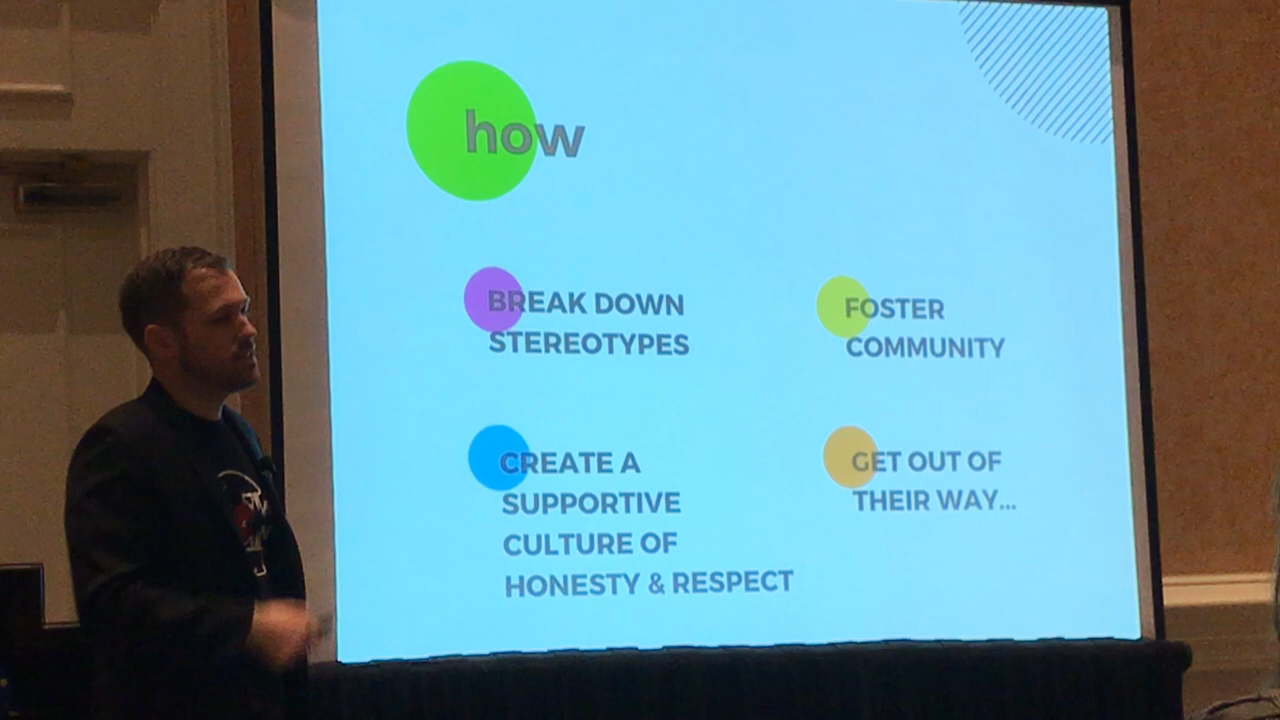 how
BREAK DOWN
STEREOTYPES
FOSTER
COMMUNITY
CREATE A
SUPPORTIVE
CULTURE OF
HONESTY & RESPECT
GET OUT OF
THEIR WAY...